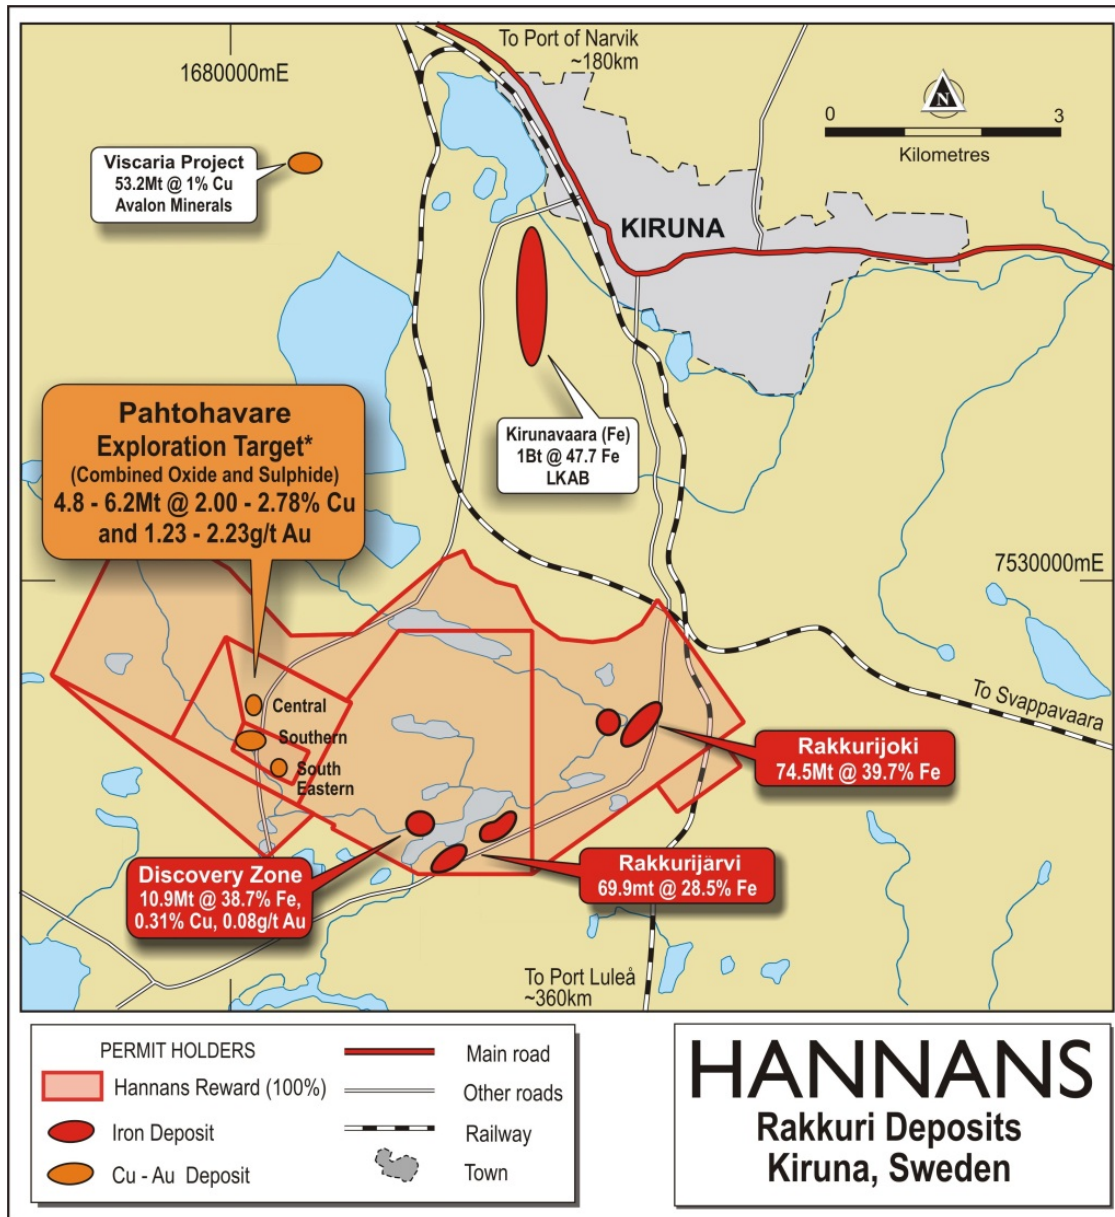 To Port of Narvik
~180km
1680000mE
N
0
3
Kilometres
Viscaria Project
53.2Mt @ 1% Cu
Avalon Minerals
KIRUNA
Pahtohavare
Exploration Target*
(Combined Oxide and Sulphide)
4.8 - 6.2Mt @ 2.00 - 2.78% Cu
and 1.23 - 2.23g/t Au
Kirunavaara (Fe)
1Bt @ 47.7 Fe
LKAB
7530000mE
To Svappavaara
Central
Southern
South
Eastern
Rakkurijoki
74.5Mt @ 39.7% Fe
Discovery Zone
10.9Mt @ 38.7% Fe,
0.31% Cu, 0.08g/t Au
Rakkurijärvi
69.9mt @ 28.5% Fe
To Port Luleå
~360km
PERMIT HOLDERS
Hannans Reward (100%)
Iron Deposit
Cu - Au Deposit
Main road
Other roads
Railway
Town
HANNANS
Rakkuri Deposits
Kiruna, Sweden